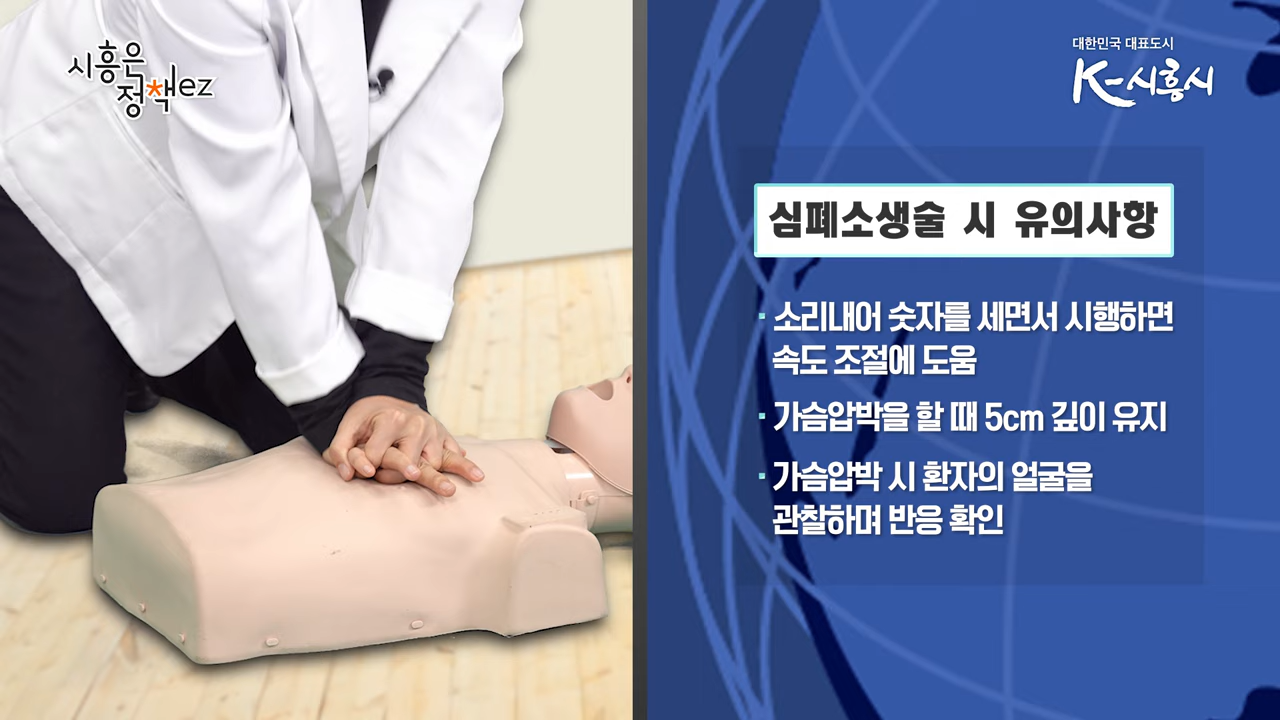 시흥은
정책ez
대한민국 대표도시
K-시흥시
심폐소생술 시 유의사항
· 소리내어 숫자를 세면서 시행하면
속도 조절에 도움
· 가슴압박을 할 때 5cm 깊이 유지
· 가슴압박 시 환자의 얼굴을
관찰하며 반응 확인